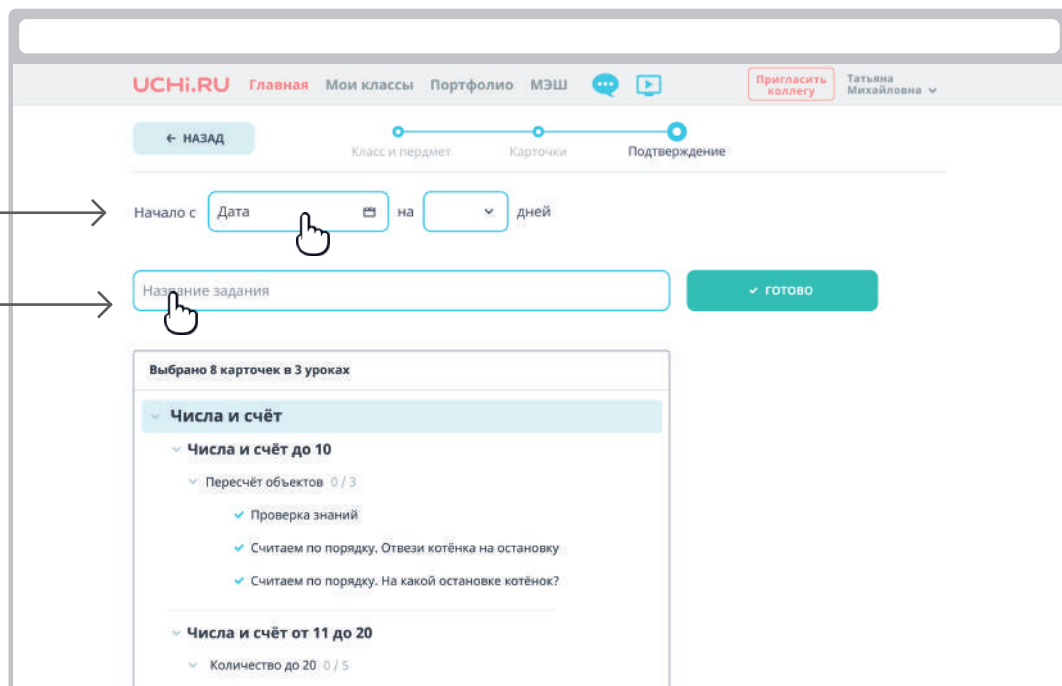 UCHi.RU Главная Мои классы Портфолио МЭШ Пригласить коллегу Татьяна Михайловна
← НАЗАД
Класс и пердмет Карточки Подтверждение
Начало с Дата на дней
Название задания
✓ ГОТОВО
Выбрано 8 карточек в 3 уроках
Числа и счёт
Числа и счёт до 10
Пересчёт объектов 0 / 3
✓ Проверка знаний
✓ Считаем по порядку. Отвези котёнка на остановку
✓ Считаем по порядку. На какой остановке котёнок?
Числа и счёт от 11 до 20
Количество до 20 0 / 5